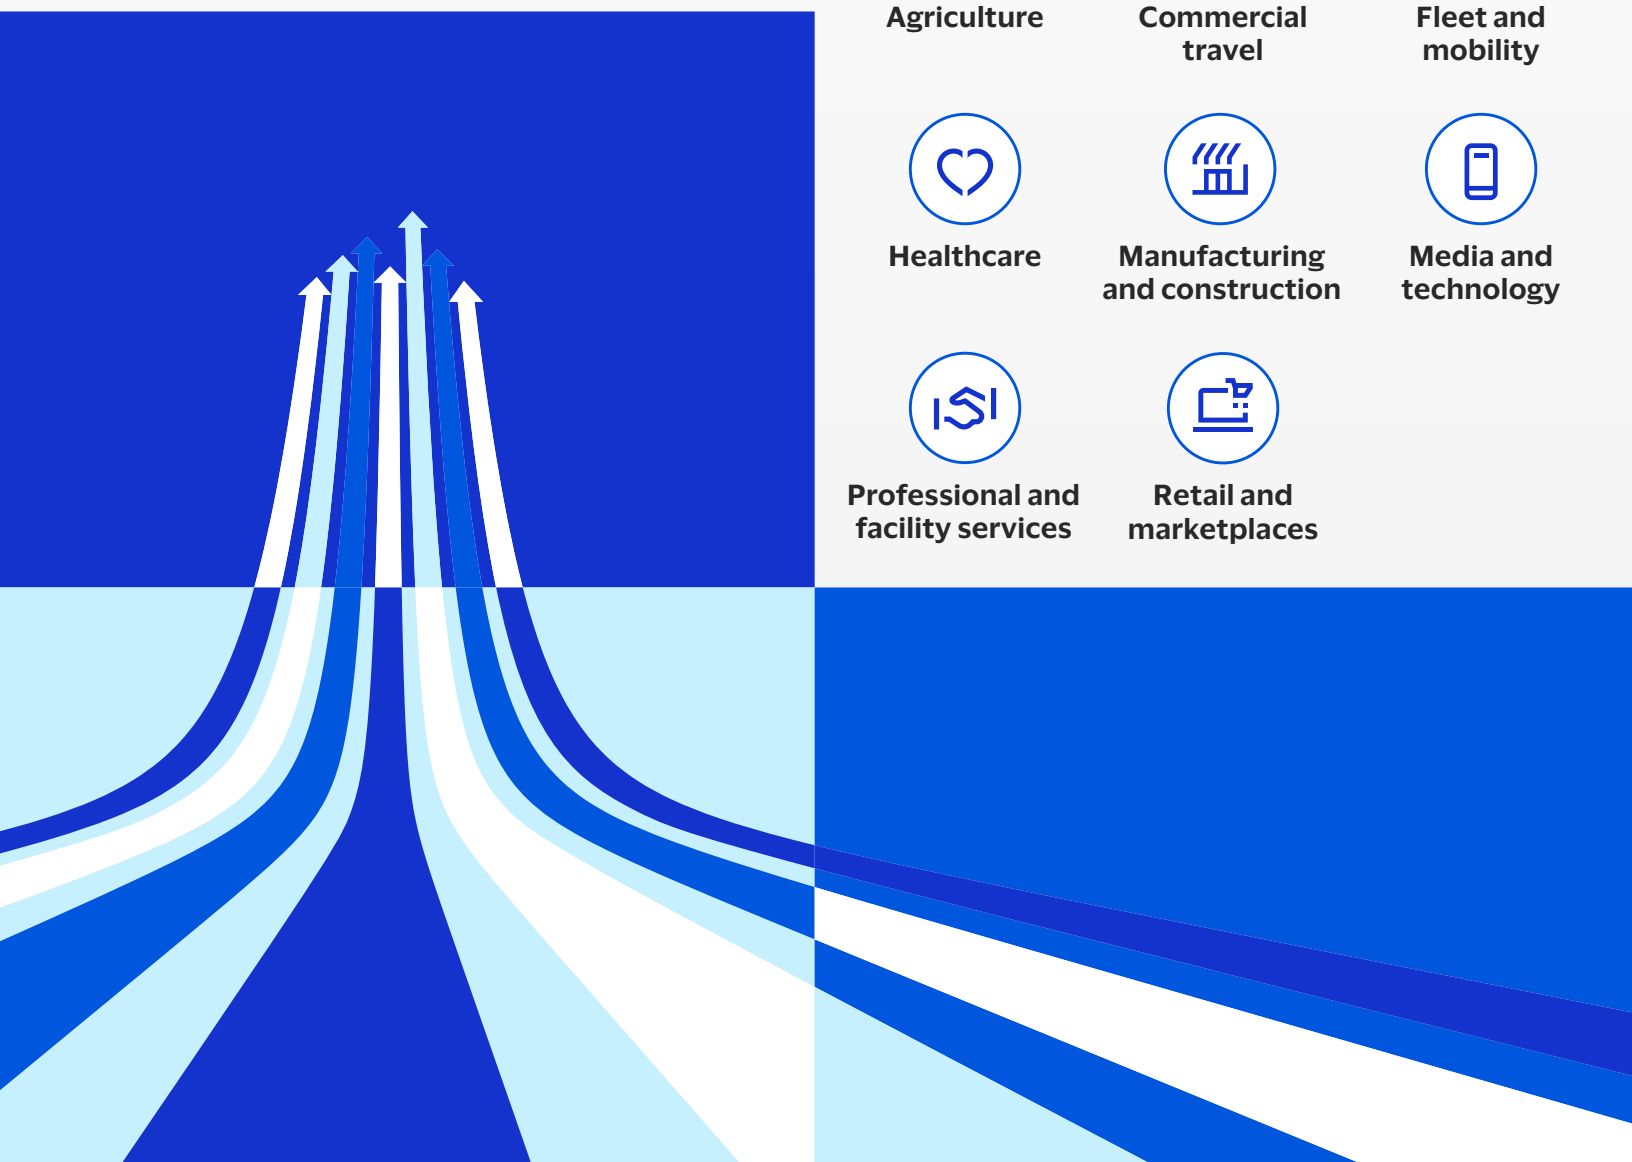 Agriculture
Commercial
travel
Fleet and
mobility
Healthcare
Manufacturing
and construction
Media and
technology
Professional and
facility services
Retail and
marketplaces